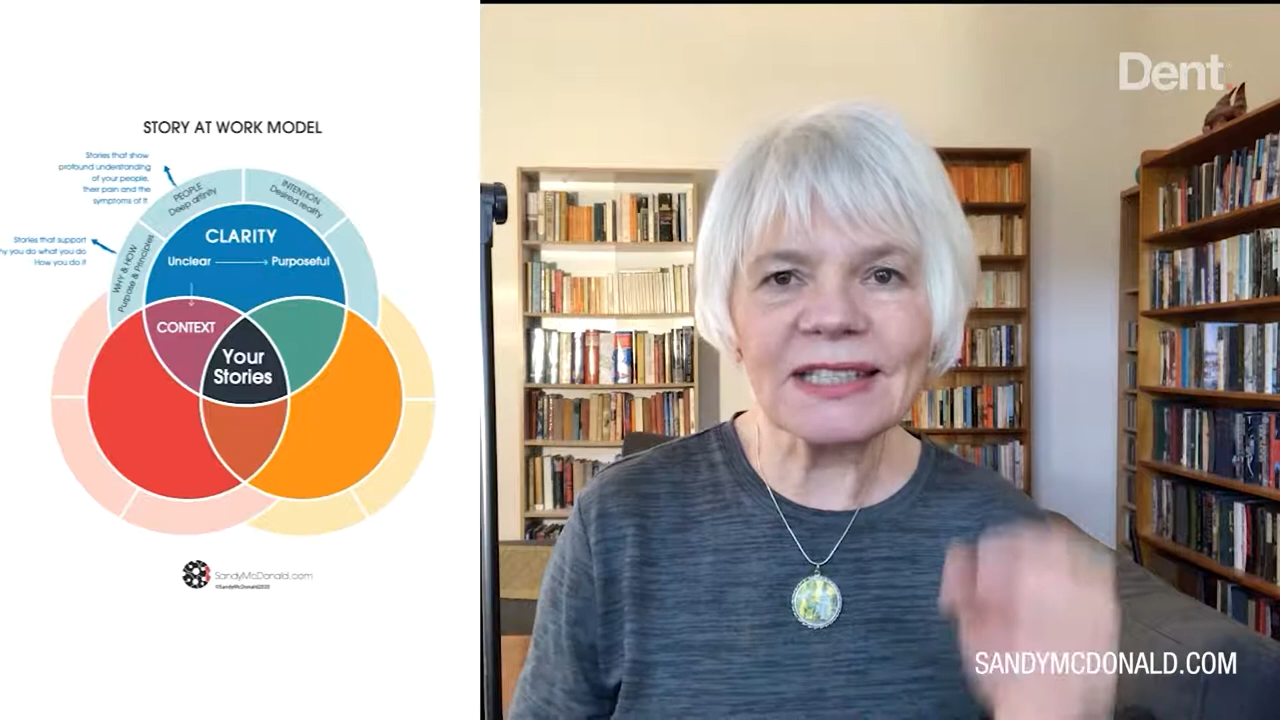 STORY AT WORK MODEL
Stories that show
profound understanding
of your people,
their pain and the
symptoms of it
Stories that support
hy you do what you do
How you do it
PEOPLE
Deep affinity
INTENTION
Desired reality
WHY & HOW
Purpose & Principles
CLARITY
Unclear
Purposeful
CONTEXT
Your
Stories
SandyMcDonald.com
©SandyMcDonald2020
Dent.
SANDYMCDONALD.COM